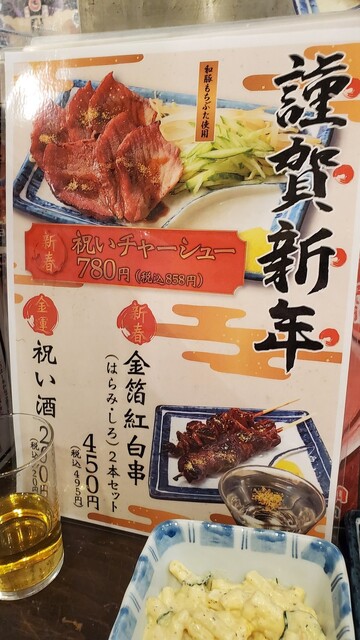 謹賀新年
和豚もちぶた使用
新春
祝いチャーシュー
780円(税込858円)
新春
金箔紅白串
(はらみ・しろ)2本セット
450円
(税込495円)
金運
祝い酒